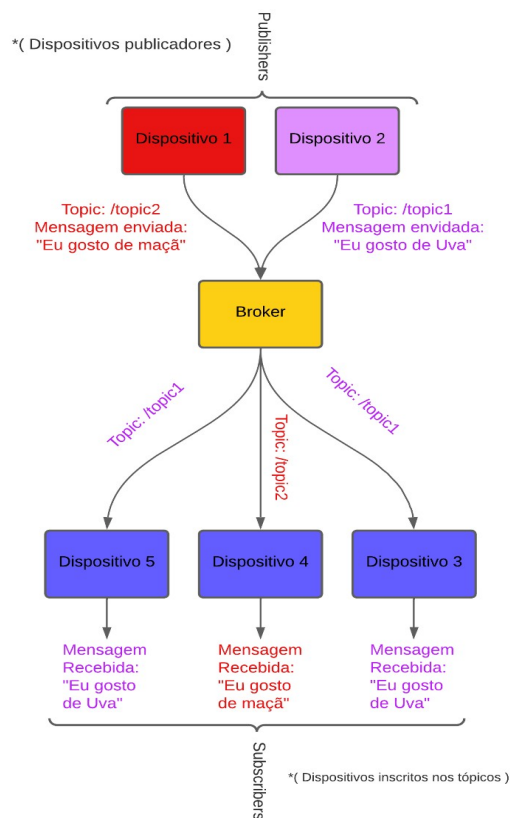 Publishers
*( Dispositivos publicadores )
Dispositivo 1
Dispositivo 2
Topic: /topic2
Mensagem enviada:
"Eu gosto de maçã"
Topic: /topic1
Mensagem envidada:
"Eu gosto de Uva"
Broker
Topic: /topic1
Topic: /topic2
Topic: /topic1
Dispositivo 5
Dispositivo 4
Dispositivo 3
Mensagem
Recebida:
"Eu gosto
de Uva"
Mensagem
Recebida:
"Eu gosto
de maçã"
Mensagem
Recebida:
"Eu gosto
de Uva"
Subscribers
*( Dispositivos inscritos nos tópicos )